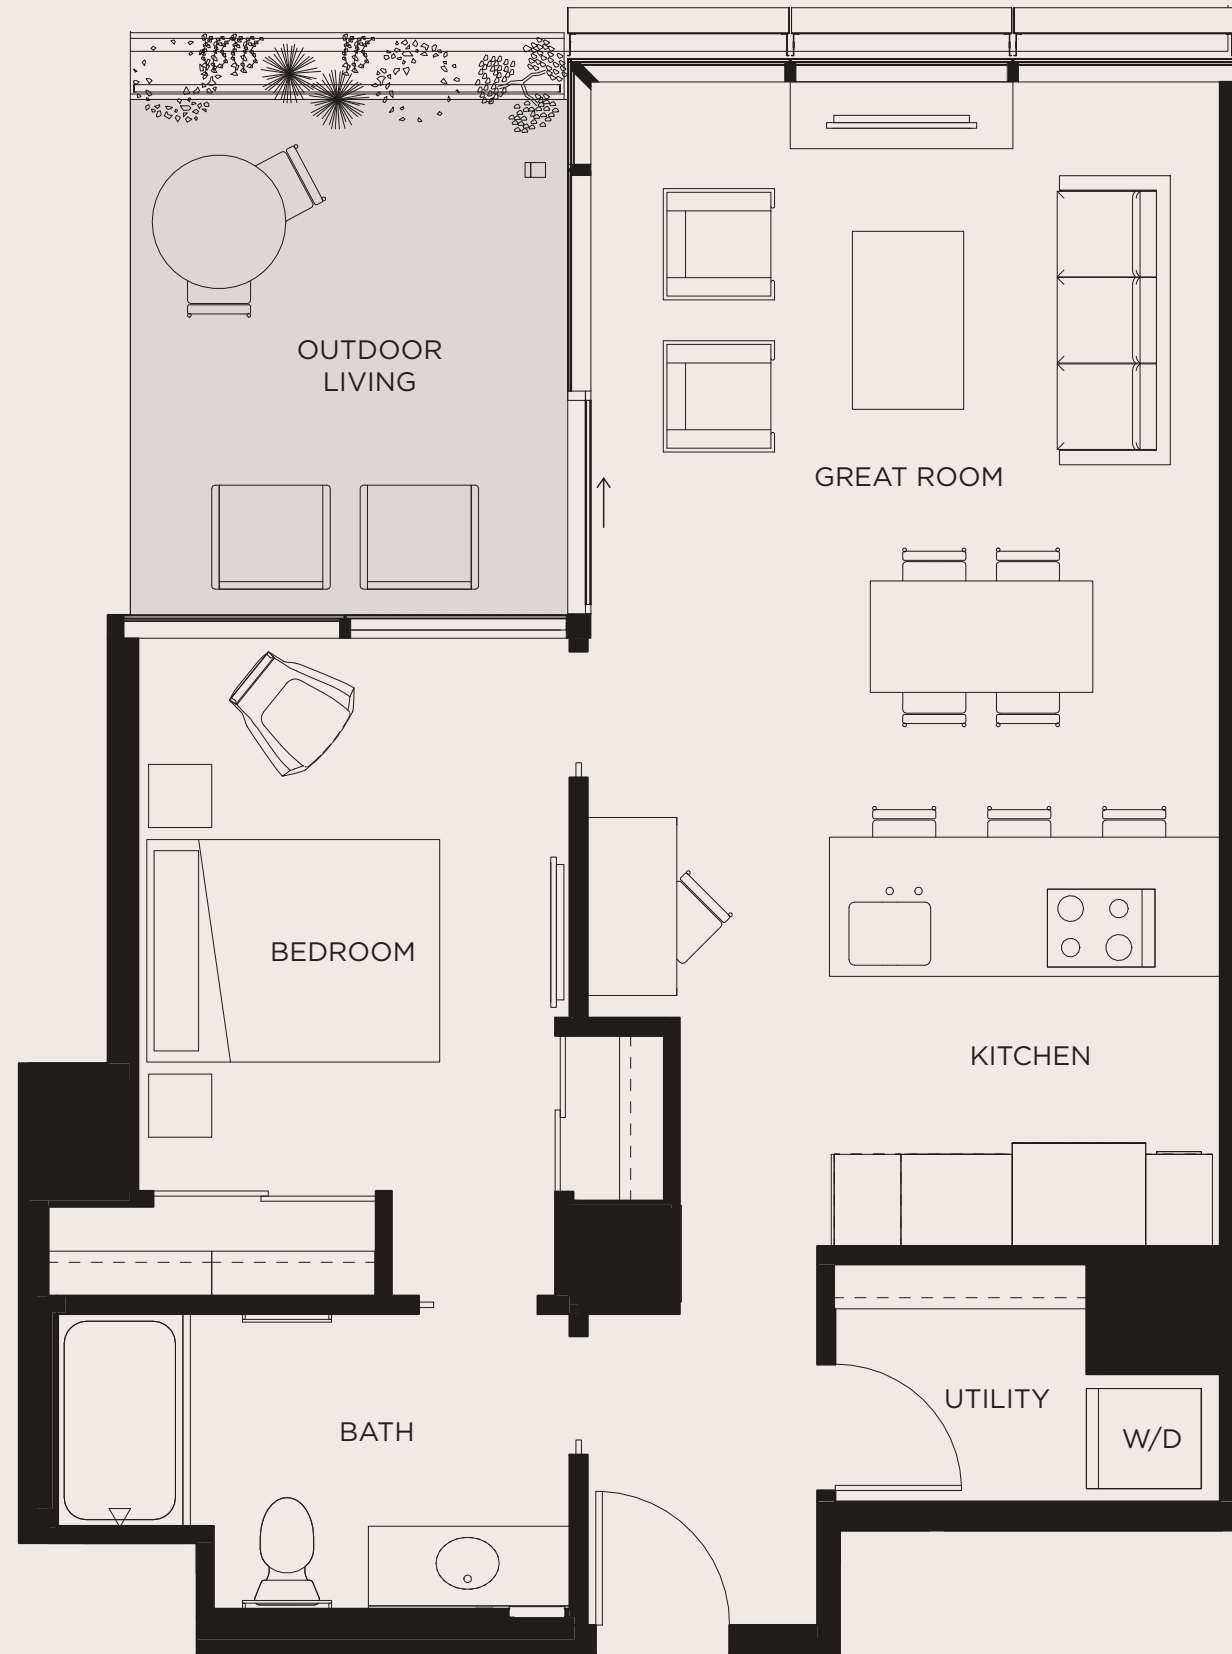 OUTDOOR
LIVING
GREAT ROOM
BEDROOM
KITCHEN
UTILITY
BATH
W/D